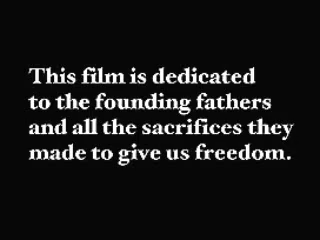 This film is dedicated
to the founding fathers
and all the sacrifices they
made to give us freedom.